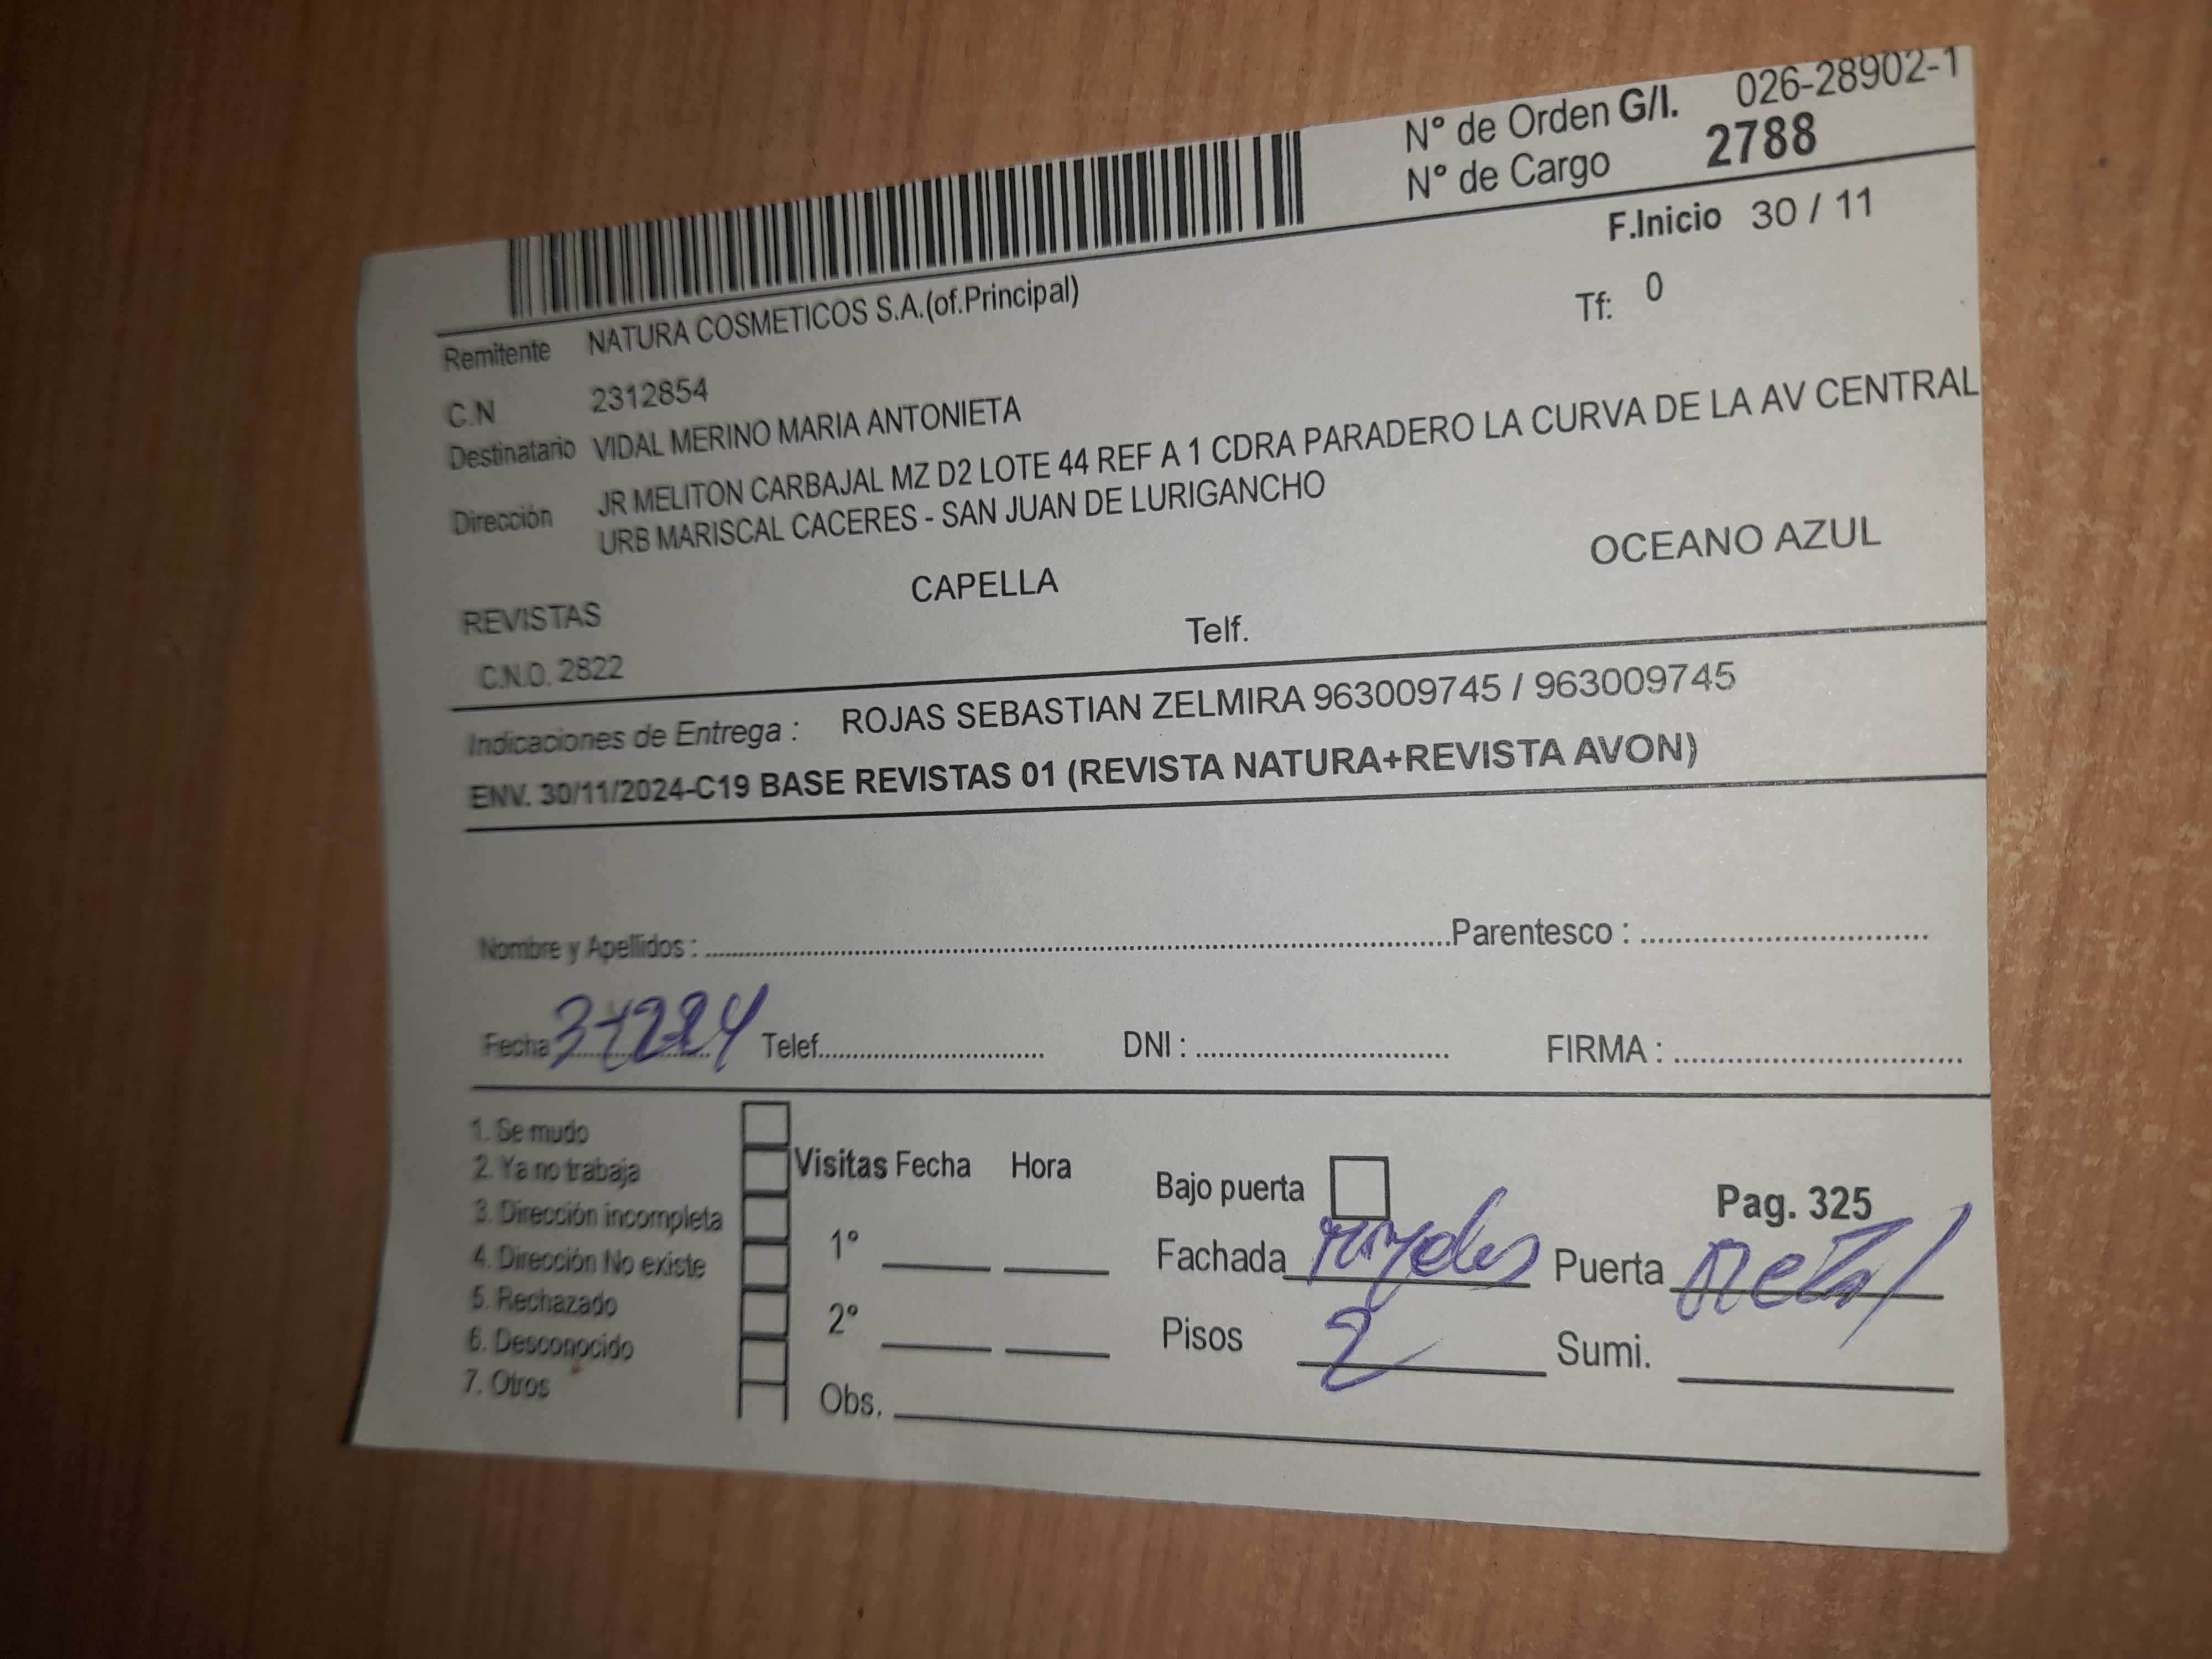 N° de Orden G/I. 026-28902-1
N° de Cargo 2788
F.Inicio 30 / 11
Remitente NATURA COSMETICOS S.A.(of.Principal)
Tf: 0
C.N 2312854
Destinatario VIDAL MERINO MARIA ANTONIETA
Dirección JR MELITON CARBAJAL MZ D2 LOTE 44 REF A 1 CDRA PARADERO LA CURVA DE LA AV CENTRAL
URB MARISCAL CACERES - SAN JUAN DE LURIGANCHO
REVISTAS CAPELLA OCEANO AZUL
C.N.O. 2822 Telf.
Indicaciones de Entrega : ROJAS SEBASTIAN ZELMIRA 963009745 / 963009745
ENV. 30/11/2024-C19 BASE REVISTAS 01 (REVISTA NATURA+REVISTA AVON)
Nombre y Apellidos : Parentesco :
Fecha Telef. DNI : FIRMA :
1. Se mudo
2. Ya no trabaja
3. Dirección incompleta
4. Dirección No existe
5. Rechazado
6. Desconocido
7. Otros
Visitas Fecha Hora
1°
2°
Obs.
Bajo puerta Pag. 325
Fachada Puerta Metal
Pisos 2 Sumi.